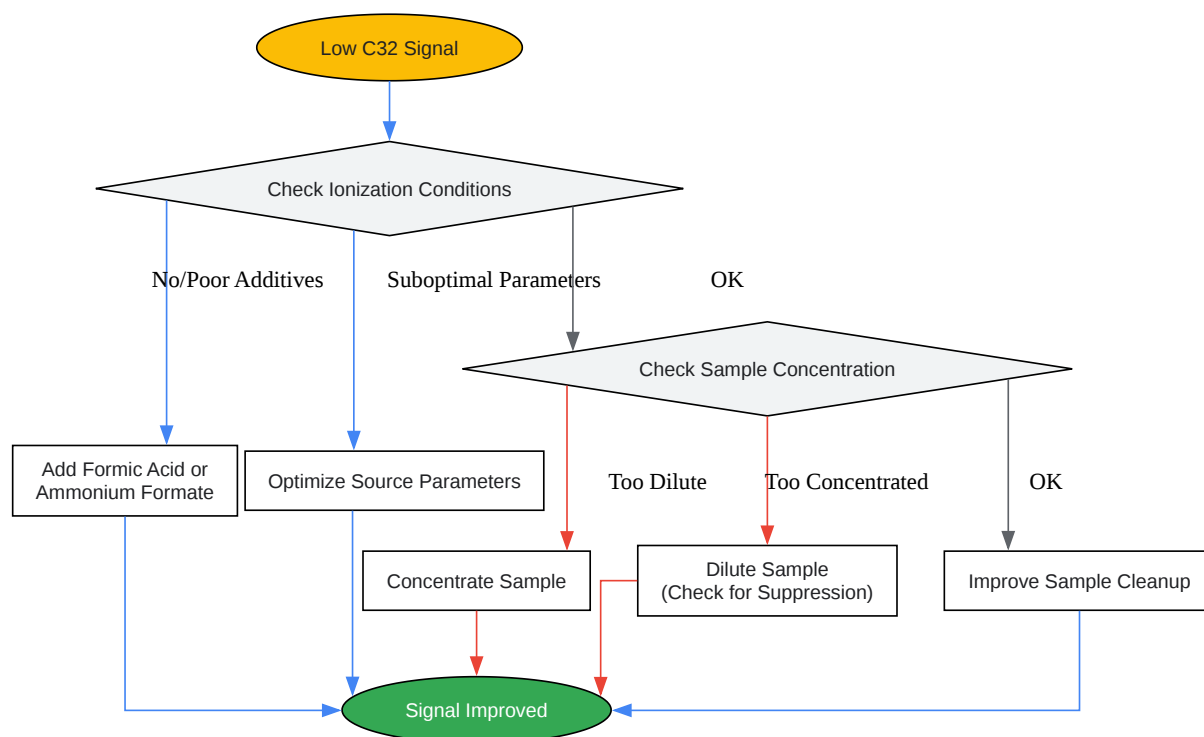 Low C32 Signal
Check Ionization Conditions
No/Poor Additives
Suboptimal Parameters
OK
Check Sample Concentration
Add Formic Acid or
Ammonium Formate
Optimize Source Parameters
Too Dilute
Too Concentrated
OK
Concentrate Sample
Dilute Sample
(Check for Suppression)
Improve Sample Cleanup
Signal Improved